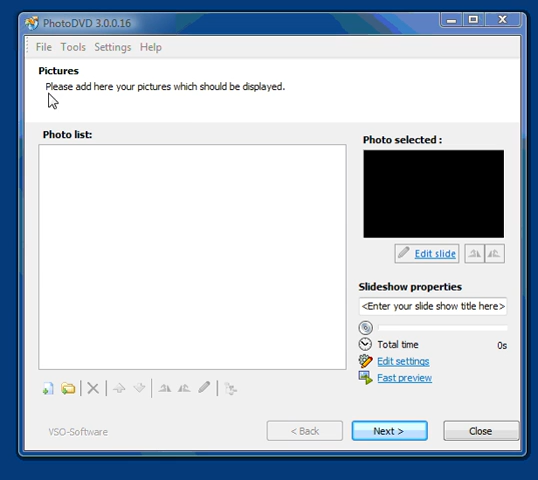 PhotoDVD 3.0.0.16
File Tools Settings Help
Pictures
Please add here your pictures which should be displayed.
Photo list:
Photo selected :
Edit slide
Slideshow properties
<Enter your slide show title here>
Total time 0s
Edit settings
Fast preview
VSO-Software
< Back Next > Close